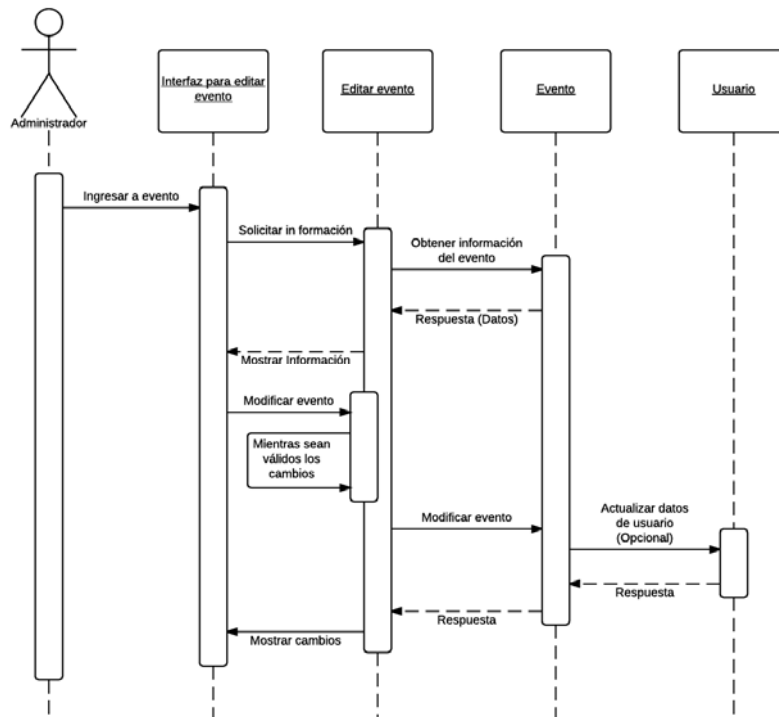 Interfaz para editar
evento
Editar evento
Evento
Usuario
Administrador
Ingresar a evento
Solicitar in formación
Obtener información
del evento
Respuesta (Datos)
Mostrar Información
Modificar evento
Mientras sean
válidos los
cambios
Modificar evento
Actualizar datos
de usuario
(Opcional)
Respuesta
Respuesta
Mostrar cambios